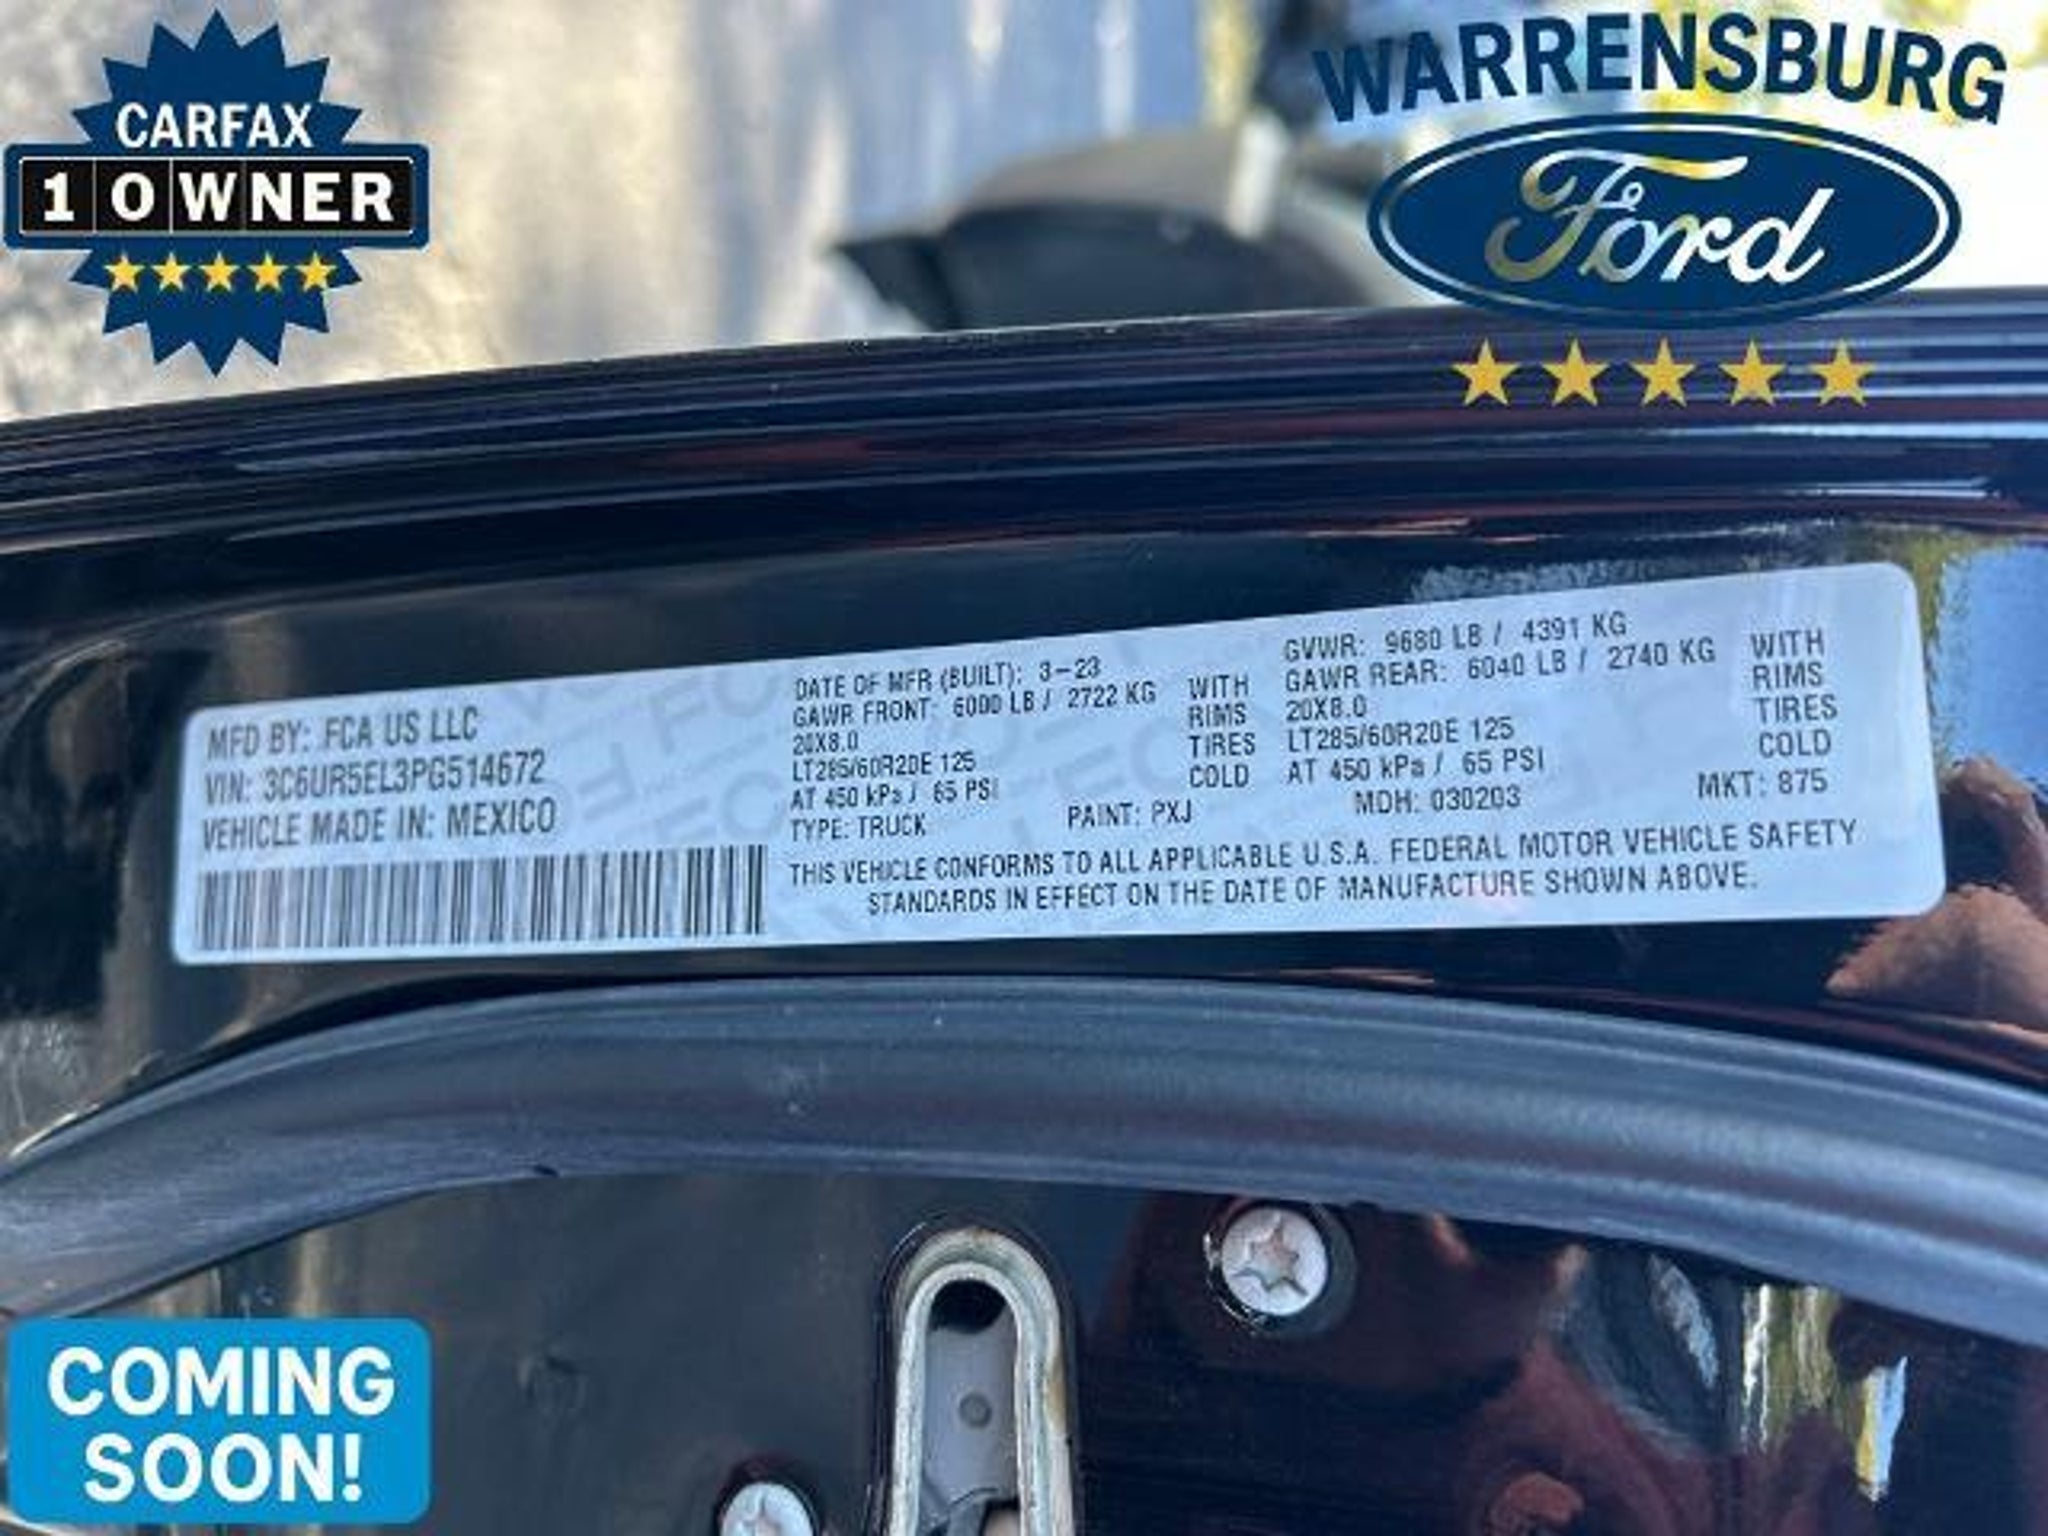 CARFAX
1 OWNER
WARRENSBURG
Ford
MFD BY: FCA US LLC
VIN: 3C6UR5EL3PG514672
VEHICLE MADE IN: MEXICO
DATE OF MFR (BUILT): 3-23
GAWR FRONT: 6000 LB / 2722 KG WITH
20X8.0 RIMS
LT285/60R20E 125 TIRES
AT 450 kPa / 65 PSI COLD
TYPE: TRUCK
GVWR: 9680 LB / 4391 KG
GAWR REAR: 6040 LB / 2740 KG WITH
20X8.0 RIMS
LT285/60R20E 125 TIRES
AT 450 kPa / 65 PSI COLD
PAINT: PXJ MDH: 030203 MKT: 875
THIS VEHICLE CONFORMS TO ALL APPLICABLE U.S.A. FEDERAL MOTOR VEHICLE SAFETY
STANDARDS IN EFFECT ON THE DATE OF MANUFACTURE SHOWN ABOVE.
COMING
SOON!